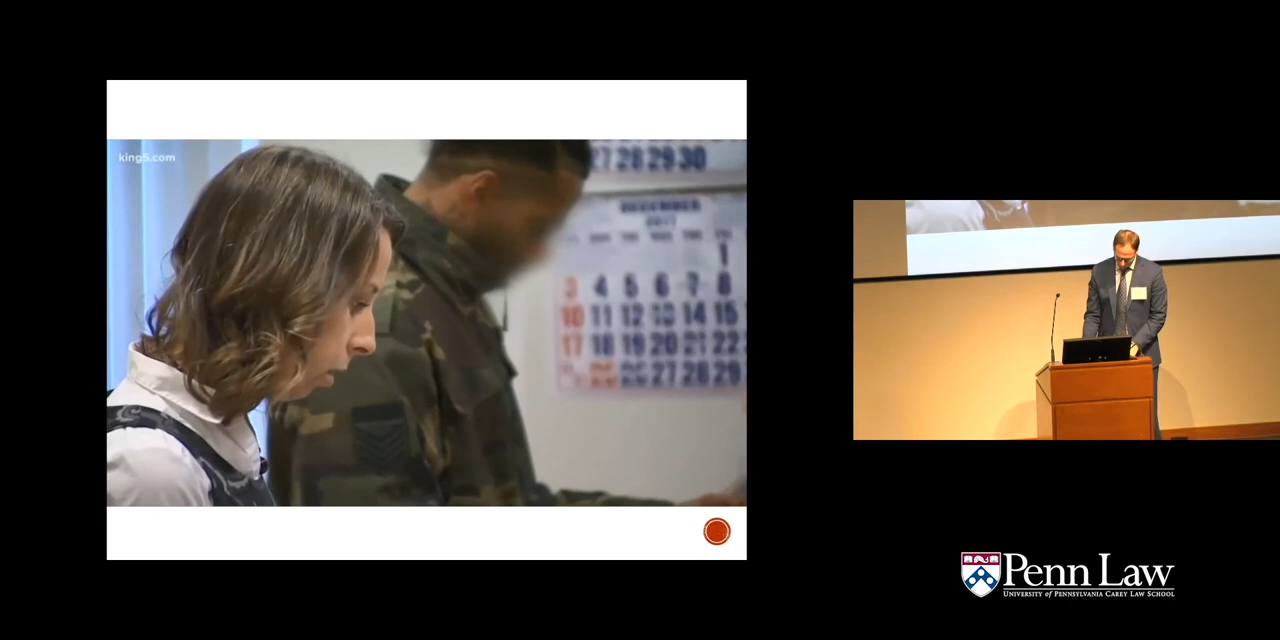 king5.com
27 28 29 30
DECEMBER
2017
1
3 4 5 6 7 8
10 11 12 13 14 15
17 18 19 20 21 22
26 27 28 29
Penn Law
UNIVERSITY of PENNSYLVANIA CAREY LAW SCHOOL